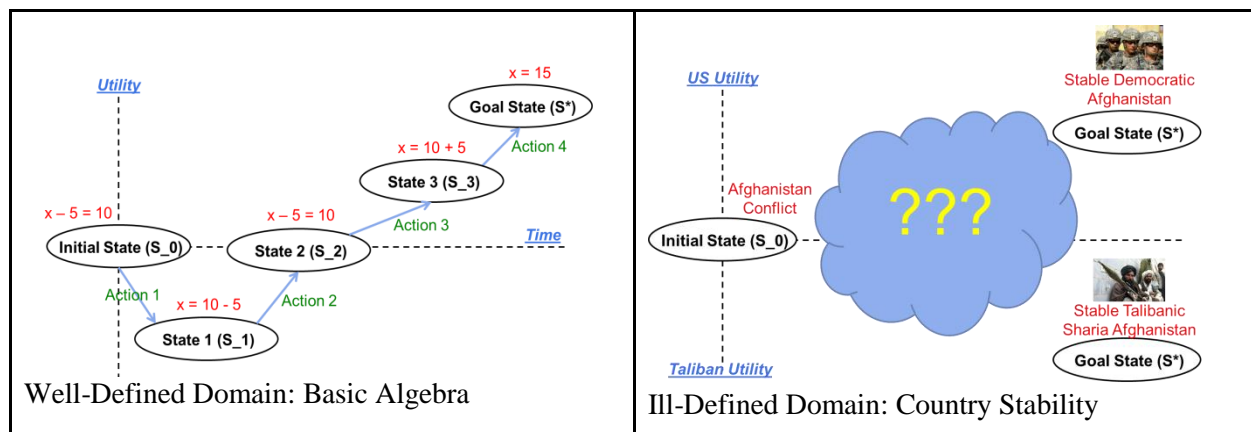 Utility
x = 15
Goal State (S*)
Action 4
x = 10 + 5
State 3 (S_3)
Action 3
x – 5 = 10
Initial State (S_0)
x – 5 = 10
State 2 (S_2)
Time
Action 1
Action 2
x = 10 - 5
State 1 (S_1)
Well-Defined Domain: Basic Algebra
US Utility
Stable Democratic
Afghanistan
Goal State (S*)
Afghanistan
Conflict
???
Initial State (S_0)
Stable Talibanic
Sharia Afghanistan
Goal State (S*)
Taliban Utility
Ill-Defined Domain: Country Stability